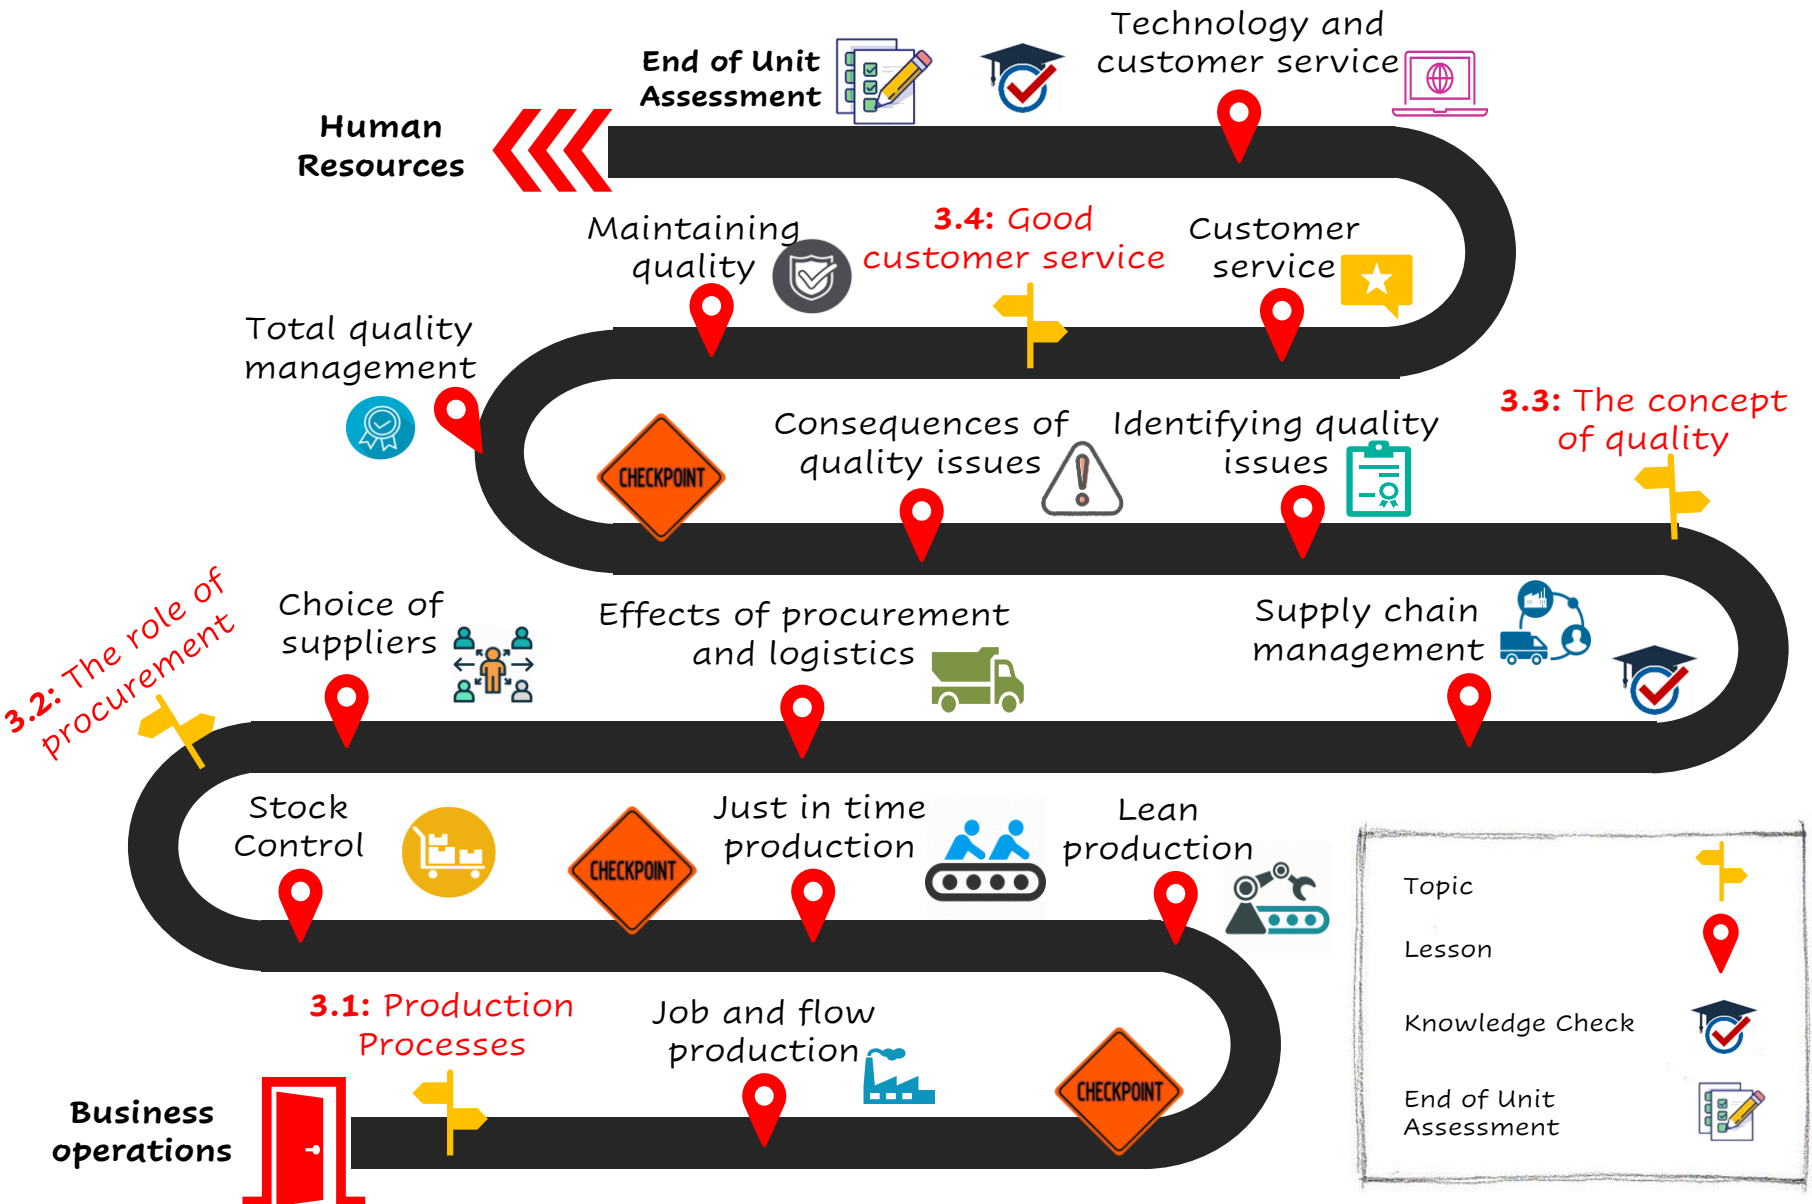 Technology and
customer service
End of Unit
Assessment
Human
Resources
Maintaining
quality
3.4: Good
customer service
Customer
service
Total quality
management
CHECKPOINT
Consequences of
quality issues
Identifying quality
issues
3.3: The concept
of quality
3.2: The role of
procurement
Choice of
suppliers
Effects of procurement
and logistics
Supply chain
management
Stock
Control
CHECKPOINT
Just in time
production
Lean
production
3.1: Production
Processes
Job and flow
production
CHECKPOINT
Business
operations
Topic
Lesson
Knowledge Check
End of Unit
Assessment